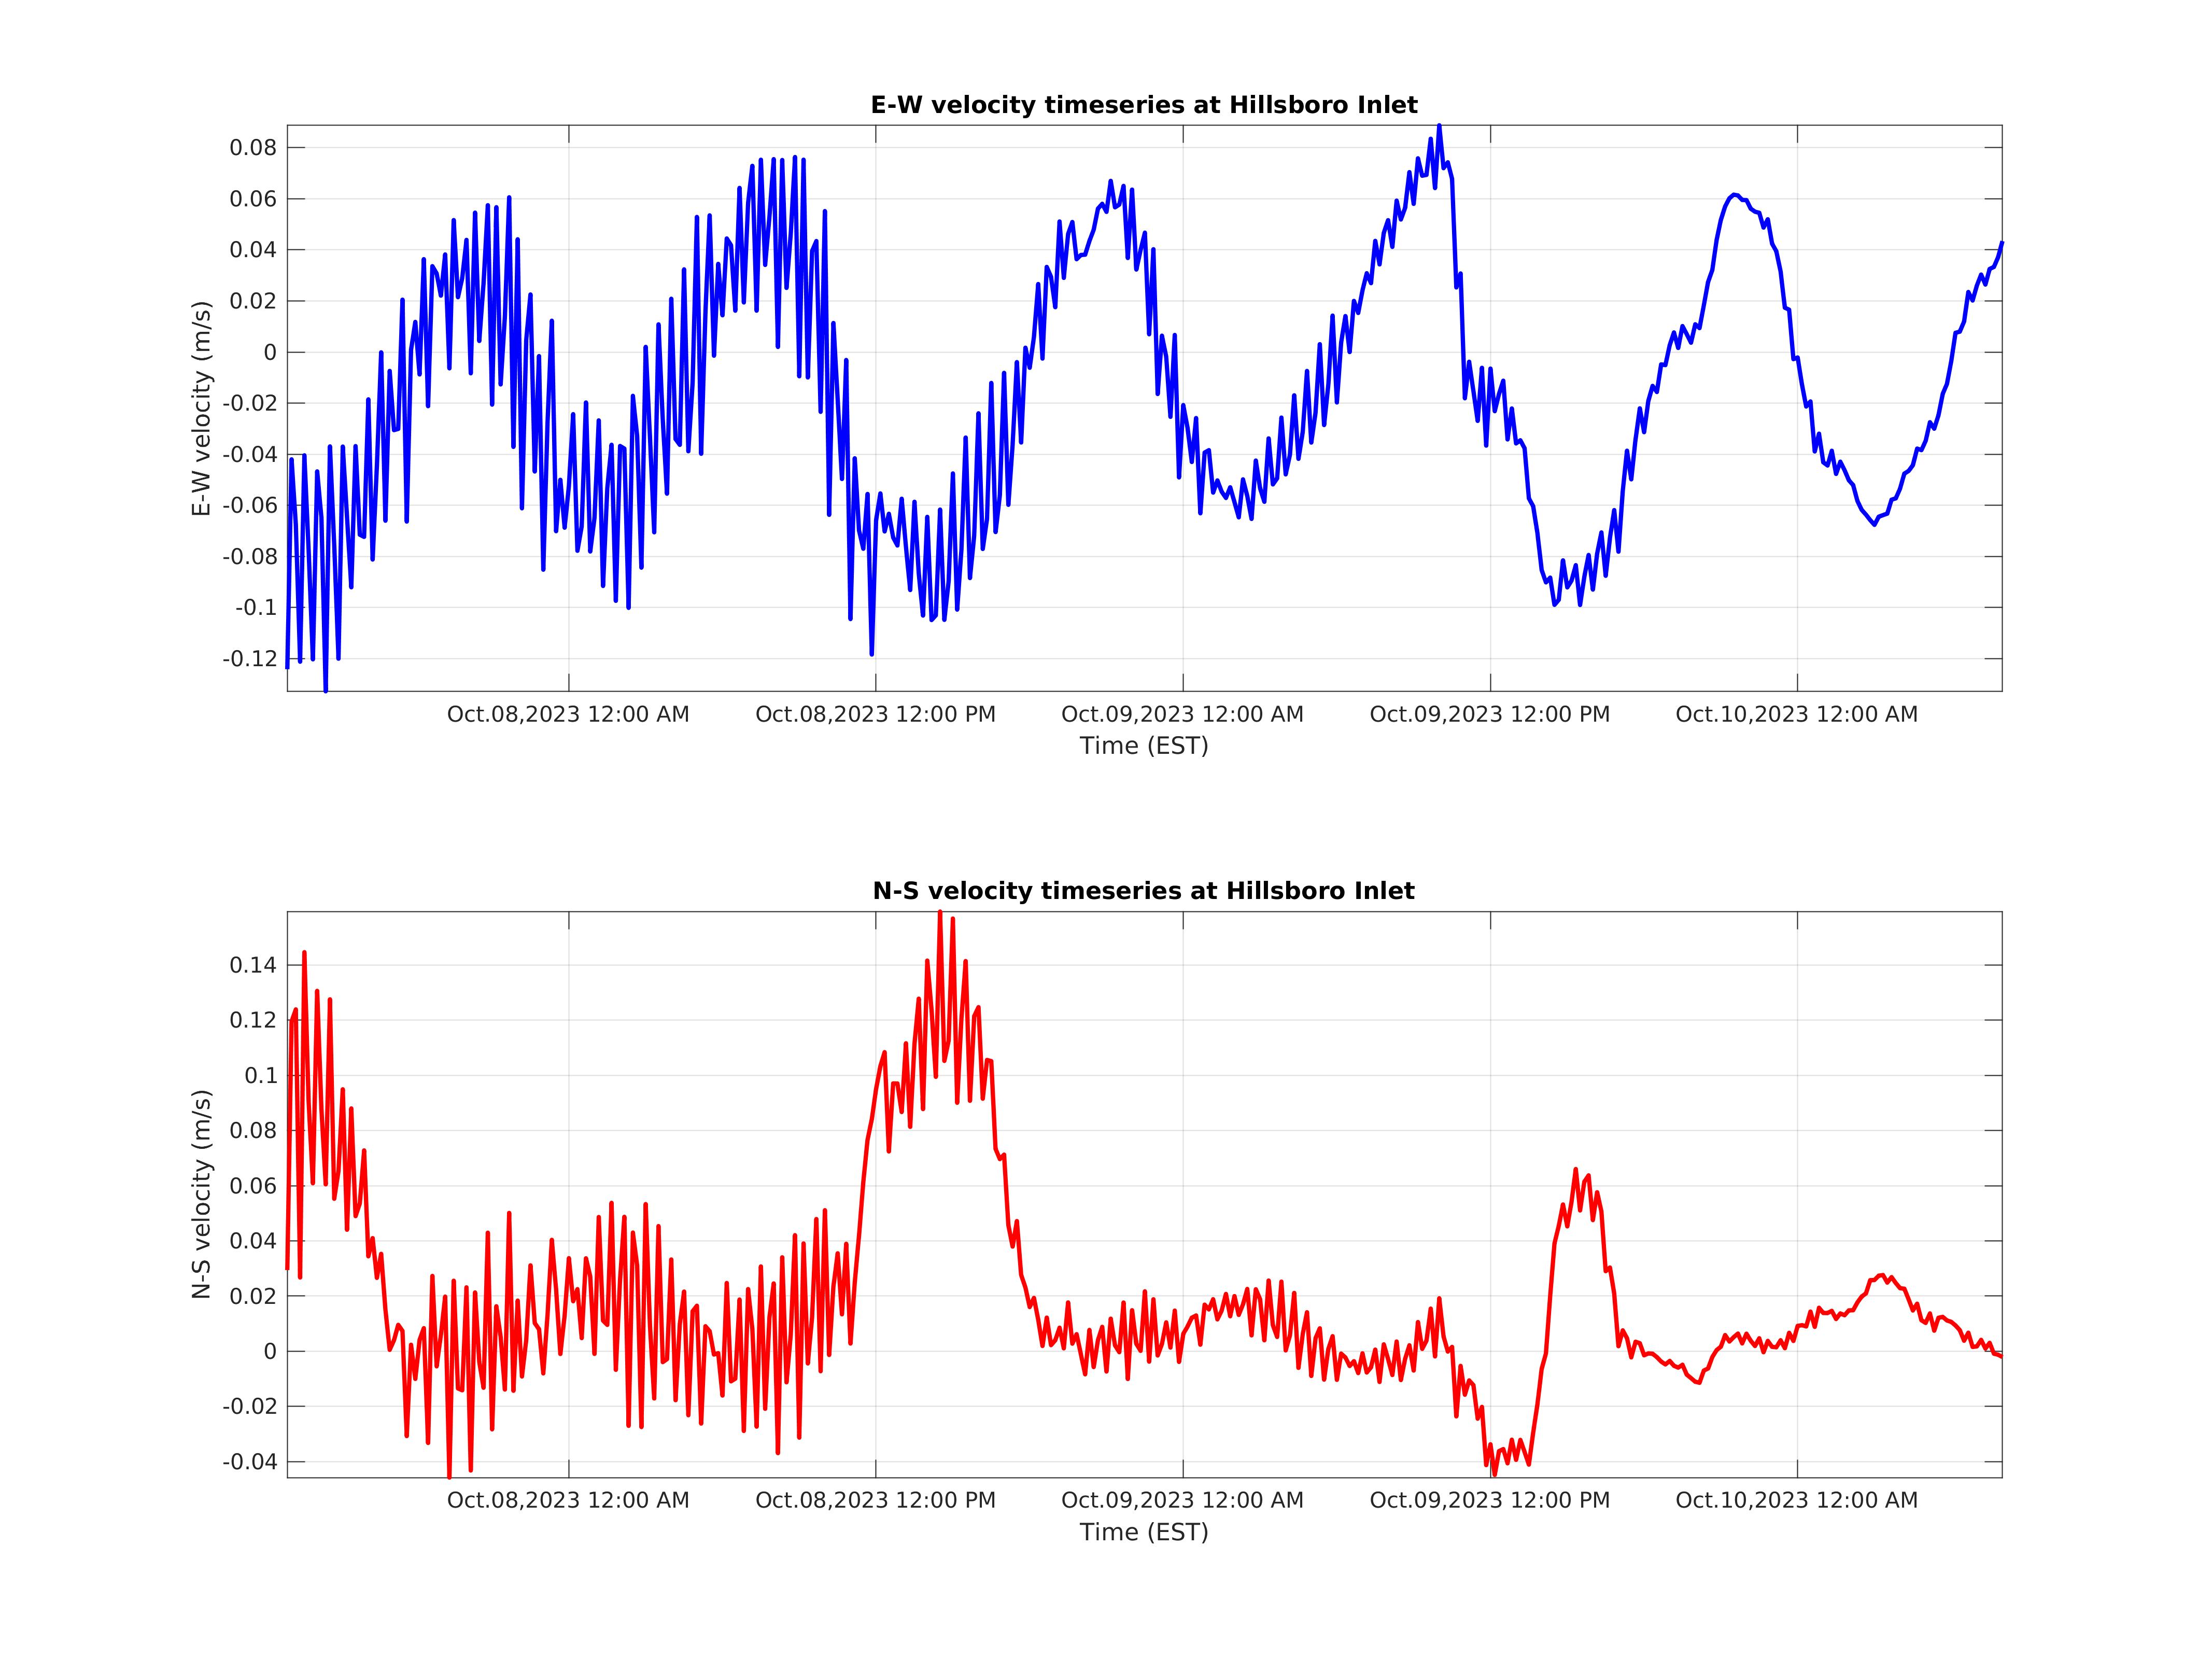 E-W velocity timeseries at Hillsboro Inlet
E-W velocity (m/s)
0.08
0.06
0.04
0.02
0
-0.02
-0.04
-0.06
-0.08
-0.1
-0.12
Oct.08,2023 12:00 AM
Oct.08,2023 12:00 PM
Oct.09,2023 12:00 AM
Oct.09,2023 12:00 PM
Oct.10,2023 12:00 AM
Time (EST)
N-S velocity timeseries at Hillsboro Inlet
N-S velocity (m/s)
0.14
0.12
0.1
0.08
0.06
0.04
0.02
0
-0.02
-0.04
Oct.08,2023 12:00 AM
Oct.08,2023 12:00 PM
Oct.09,2023 12:00 AM
Oct.09,2023 12:00 PM
Oct.10,2023 12:00 AM
Time (EST)